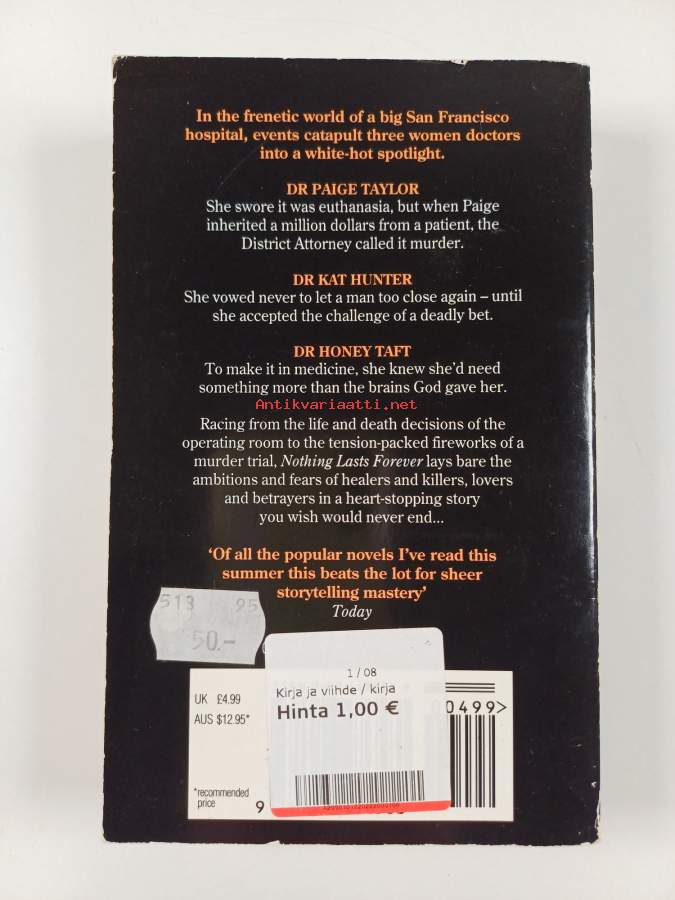 In the frenetic world of a big San Francisco
hospital, events catapult three women doctors
into a white-hot spotlight.
DR PAIGE TAYLOR
She swore it was euthanasia, but when Paige
inherited a million dollars from a patient, the
District Attorney called it murder.
DR KAT HUNTER
She vowed never to let a man too close again – until
she accepted the challenge of a deadly bet.
DR HONEY TAFT
To make it in medicine, she knew she'd need
something more than the brains God gave her.
Antikvariaatti.net
Racing from the life and death decisions of the
operating room to the tension-packed fireworks of a
murder trial, Nothing Lasts Forever lays bare the
ambitions and fears of healers and killers, lovers
and betrayers in a heart-stopping story
you wish would never end...
'Of all the popular novels I've read this
summer this beats the lot for sheer
storytelling mastery'
Today
513 95
50.-
1 / 08
Kirja ja viihde / kirja
Hinta 1,00 €
UK £4.99
AUS $12.95*
*recommended
price
00499>
9